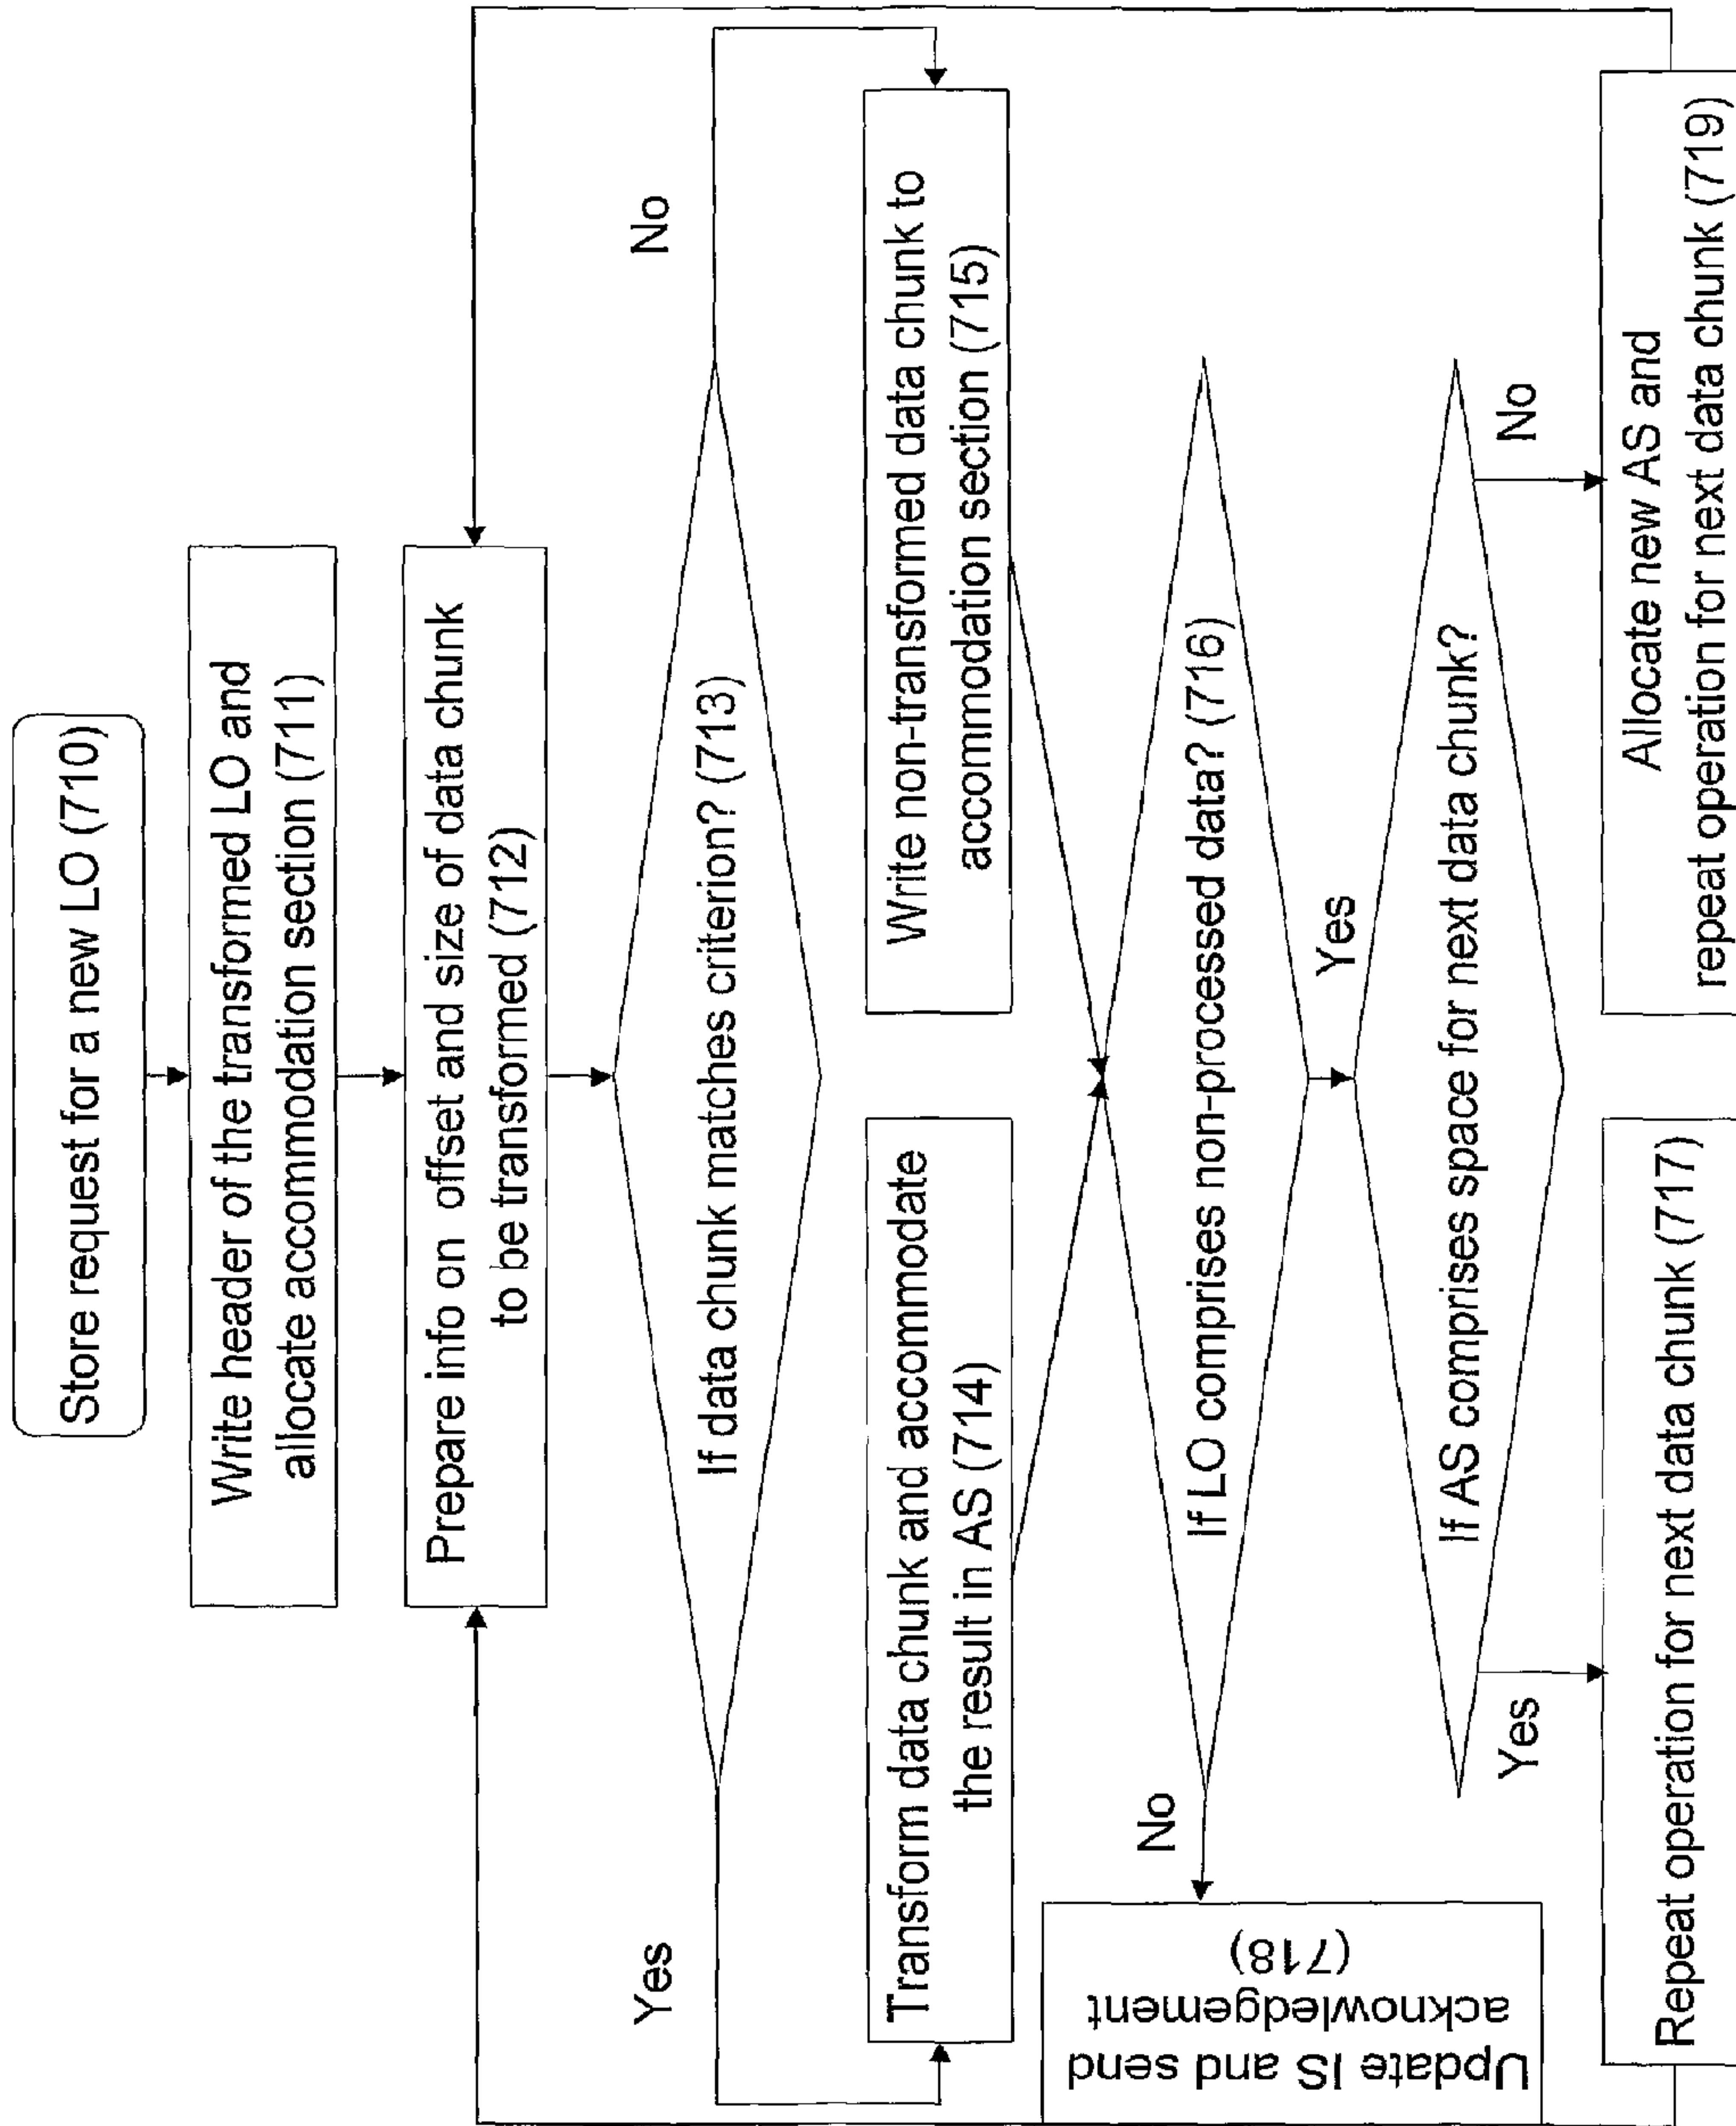 Store request for a new LO (710)
Write header of the transformed LO and
allocate accommodation section (711)
Prepare info on offset and size of data chunk
to be transformed (712)
If data chunk matches criterion? (713)
Yes
No
Transform data chunk and accommodate
the result in AS (714)
Write non-transformed data chunk to
accommodation section (715)
If LO comprises non-processed data? (716)
No
Yes
Update IS and send
acknowledgement
(718)
If AS comprises space for next data chunk?
Yes
No
Repeat operation for next data chunk (717)
Allocate new AS and
repeat operation for next data chunk (719)